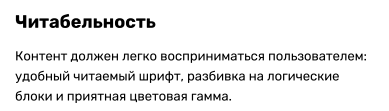 Читабельность
Контент должен легко восприниматься пользователем:
удобный читаемый шрифт, разбивка на логические
блоки и приятная цветовая гамма.